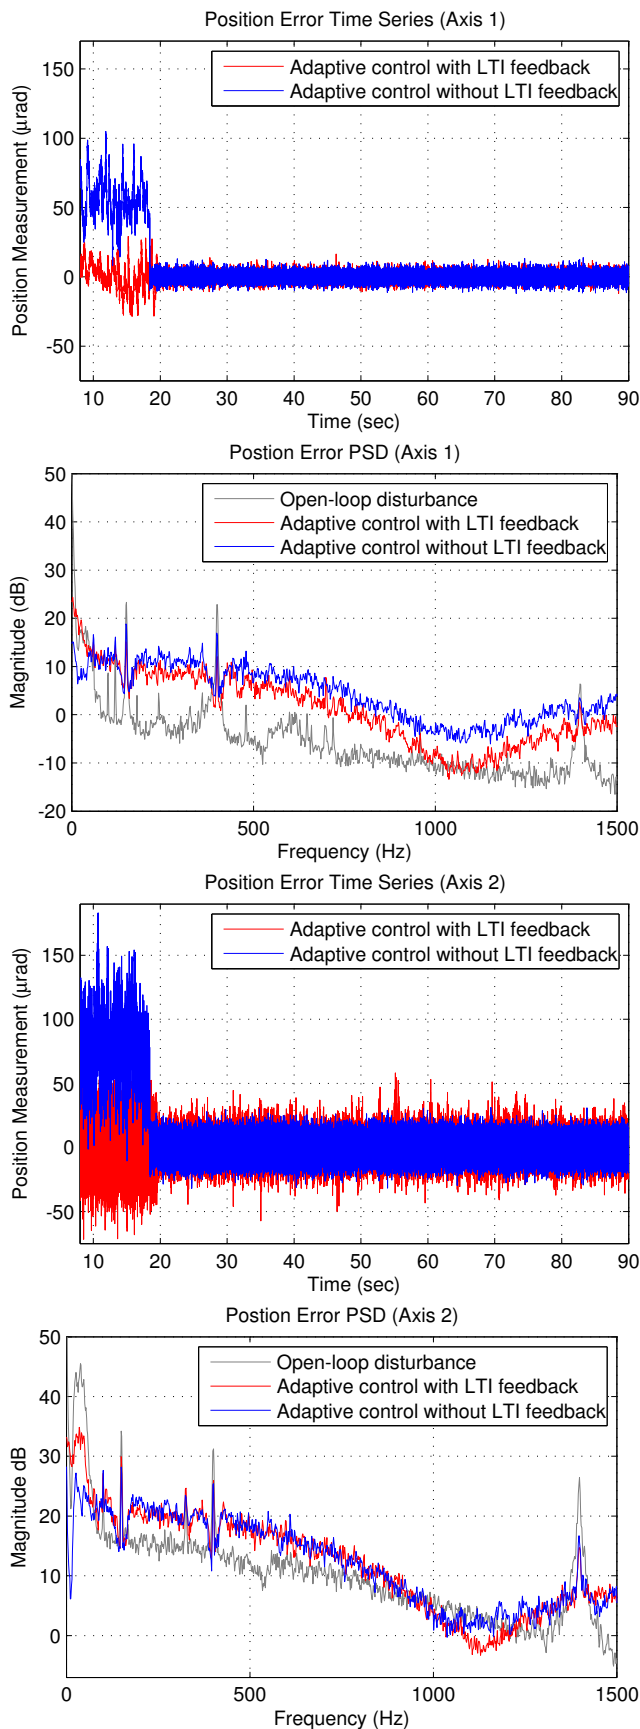 Position Error Time Series (Axis 1)
Position Measurement (μrad)
150
100
50
0
-50
Adaptive control with LTI feedback
Adaptive control without LTI feedback
10 20 30 40 50 60 70 80 90
Time (sec)
Postion Error PSD (Axis 1)
Magnitude (dB)
50
40
30
20
10
0
-10
-20
Open-loop disturbance
Adaptive control with LTI feedback
Adaptive control without LTI feedback
0 500 1000 1500
Frequency (Hz)
Position Error Time Series (Axis 2)
Position Measurement (μrad)
150
100
50
0
-50
Adaptive control with LTI feedback
Adaptive control without LTI feedback
10 20 30 40 50 60 70 80 90
Time (sec)
Postion Error PSD (Axis 2)
Magnitude dB
50
40
30
20
10
0
Open-loop disturbance
Adaptive control with LTI feedback
Adaptive control without LTI feedback
0 500 1000 1500
Frequency (Hz)